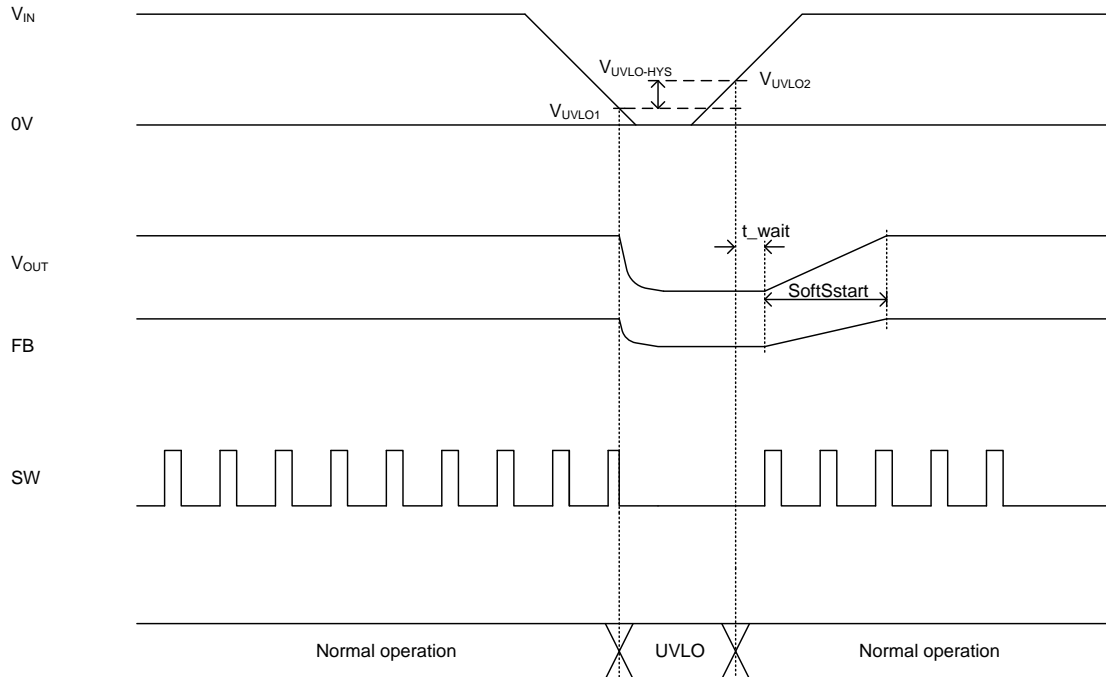 VIN
VUVLO-HYS
VUVLO2
VUVLO1
0V
t_wait
VOUT
SoftSstart
FB
SW
Normal operation
UVLO
Normal operation